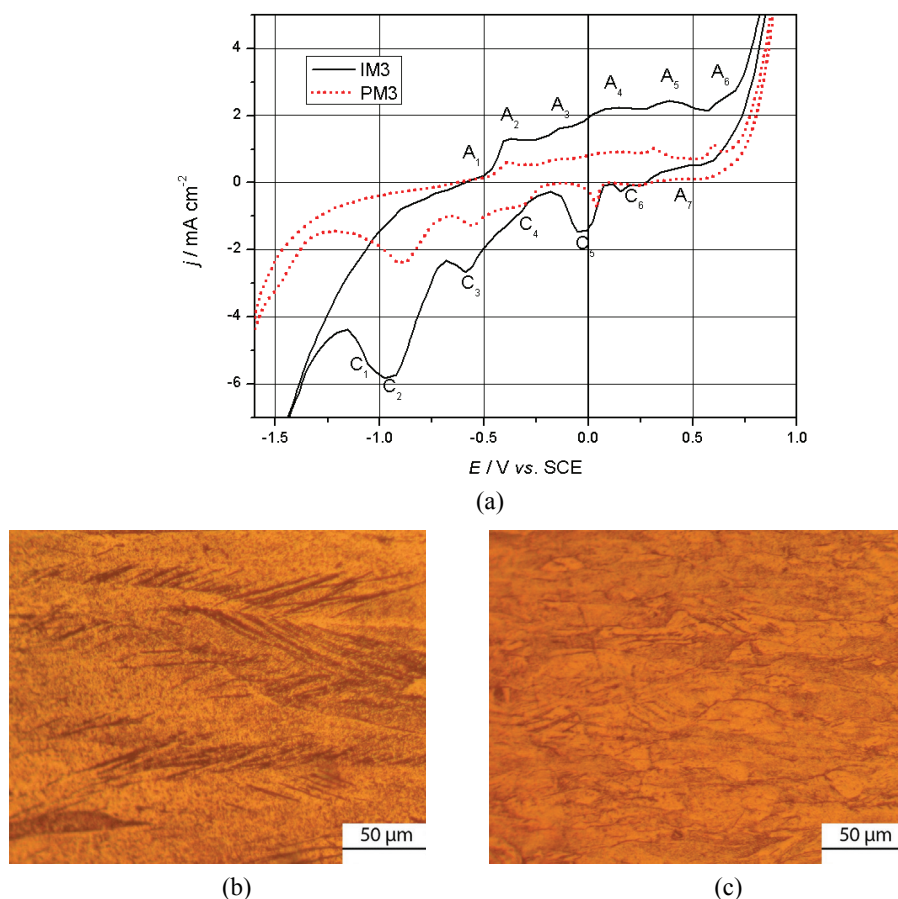 4
2
0
-2
-4
-6
j / mA cm⁻²
IM3
PM3
A₁
A₂
A₃
A₄
A₅
A₆
A₇
C₁
C₂
C₃
C₄
C₅
C₆
-1.5 -1.0 -0.5 0.0 0.5 1.0
E / V vs. SCE
(a)
50 µm
50 µm
(b)
(c)